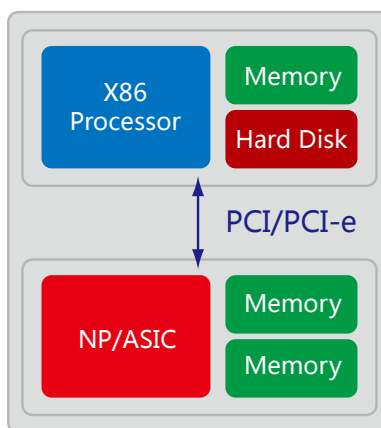 X86
Processor
Memory
Hard Disk
PCI/PCI-e
NP/ASIC
Memory
Memory